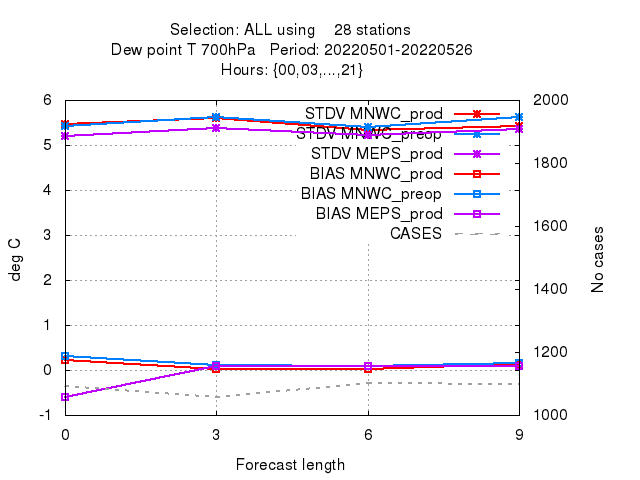 Selection: ALL using    28 stations
Dew point T 700hPa   Period: 20220501-20220526
Hours: {00,03,...,21}
6 2000
STDV MNWC_prod
STDV MNWC_preop
5 STDV MEPS_prod 1800
BIAS MNWC_prod
4 BIAS MNWC_preop
BIAS MEPS_prod
3 CASES 1600
deg C
No cases
2 1400
1 1200
0
-1 1000
0 3 6 9
Forecast length